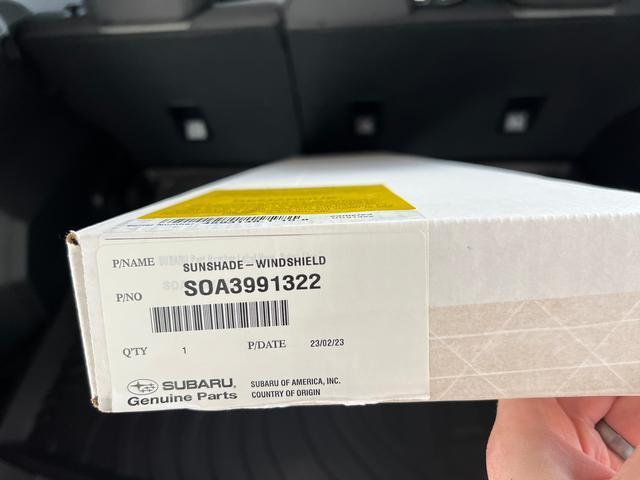 P/NAME SUNSHADE-WINDSHIELD
P/NO SOA3991322
Q'TY 1 P/DATE 23/02/23
SUBARU® SUBARU OF AMERICA, INC.
Genuine Parts COUNTRY OF ORIGIN